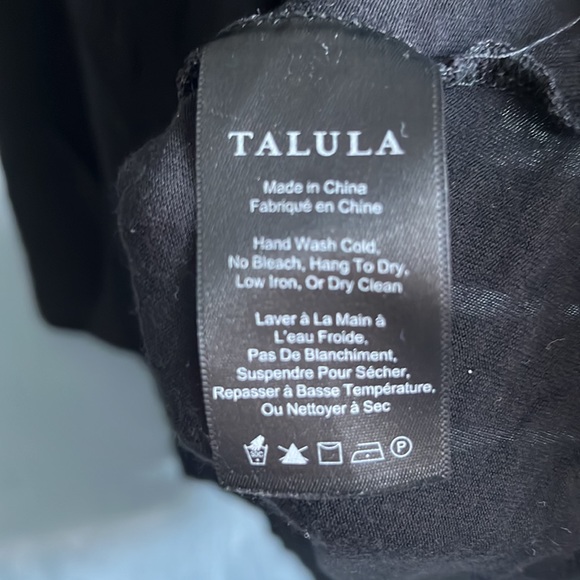 TALULA
Made in China
Fabriqué en Chine
Hand Wash Cold,
No Bleach, Hang To Dry,
Low Iron, Or Dry Clean
Laver à La Main à
L'eau Froide,
Pas De Blanchiment,
Suspendre Pour Sécher,
Repasser à Basse Température,
Ou Nettoyer à Sec
30C P